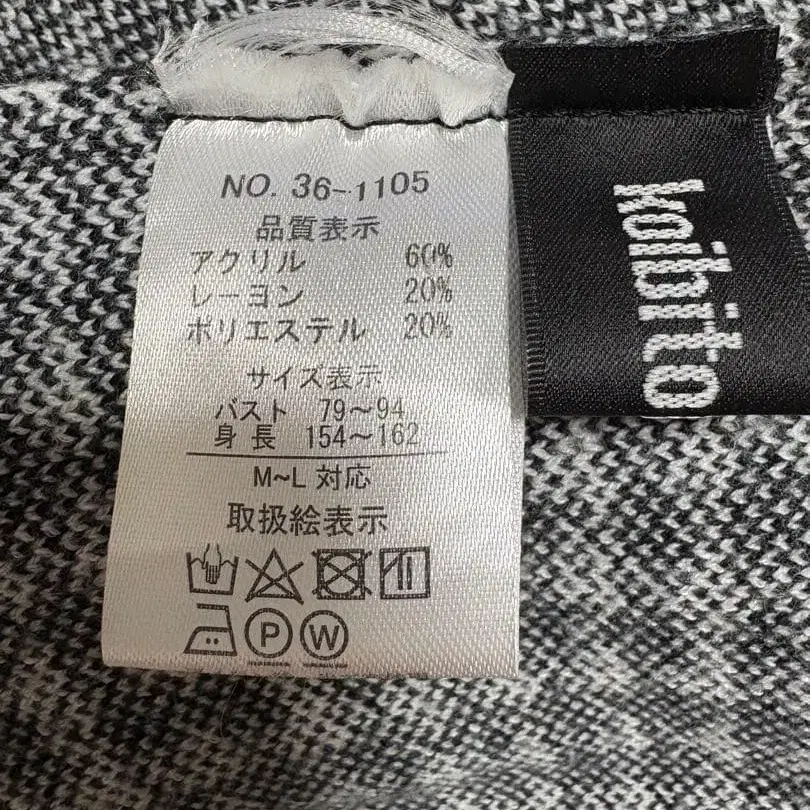 NO. 36-1105
品質表示
アクリル 60%
レーヨン 20%
ポリエステル 20%
サイズ表示
バスト 79～94
身長 154～162
M~L 対応
取扱絵表示
P W
koibito